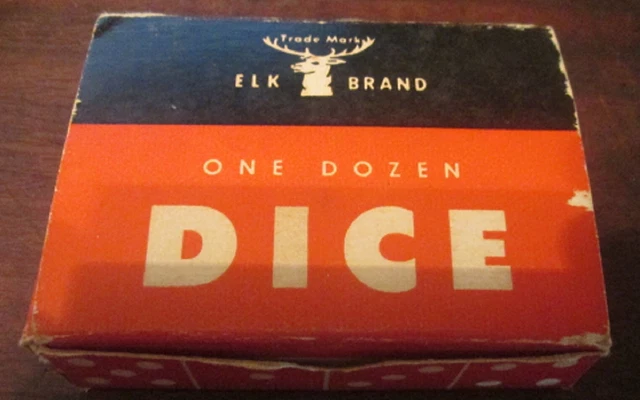 Trade Mark
ELK BRAND
ONE DOZEN
DICE